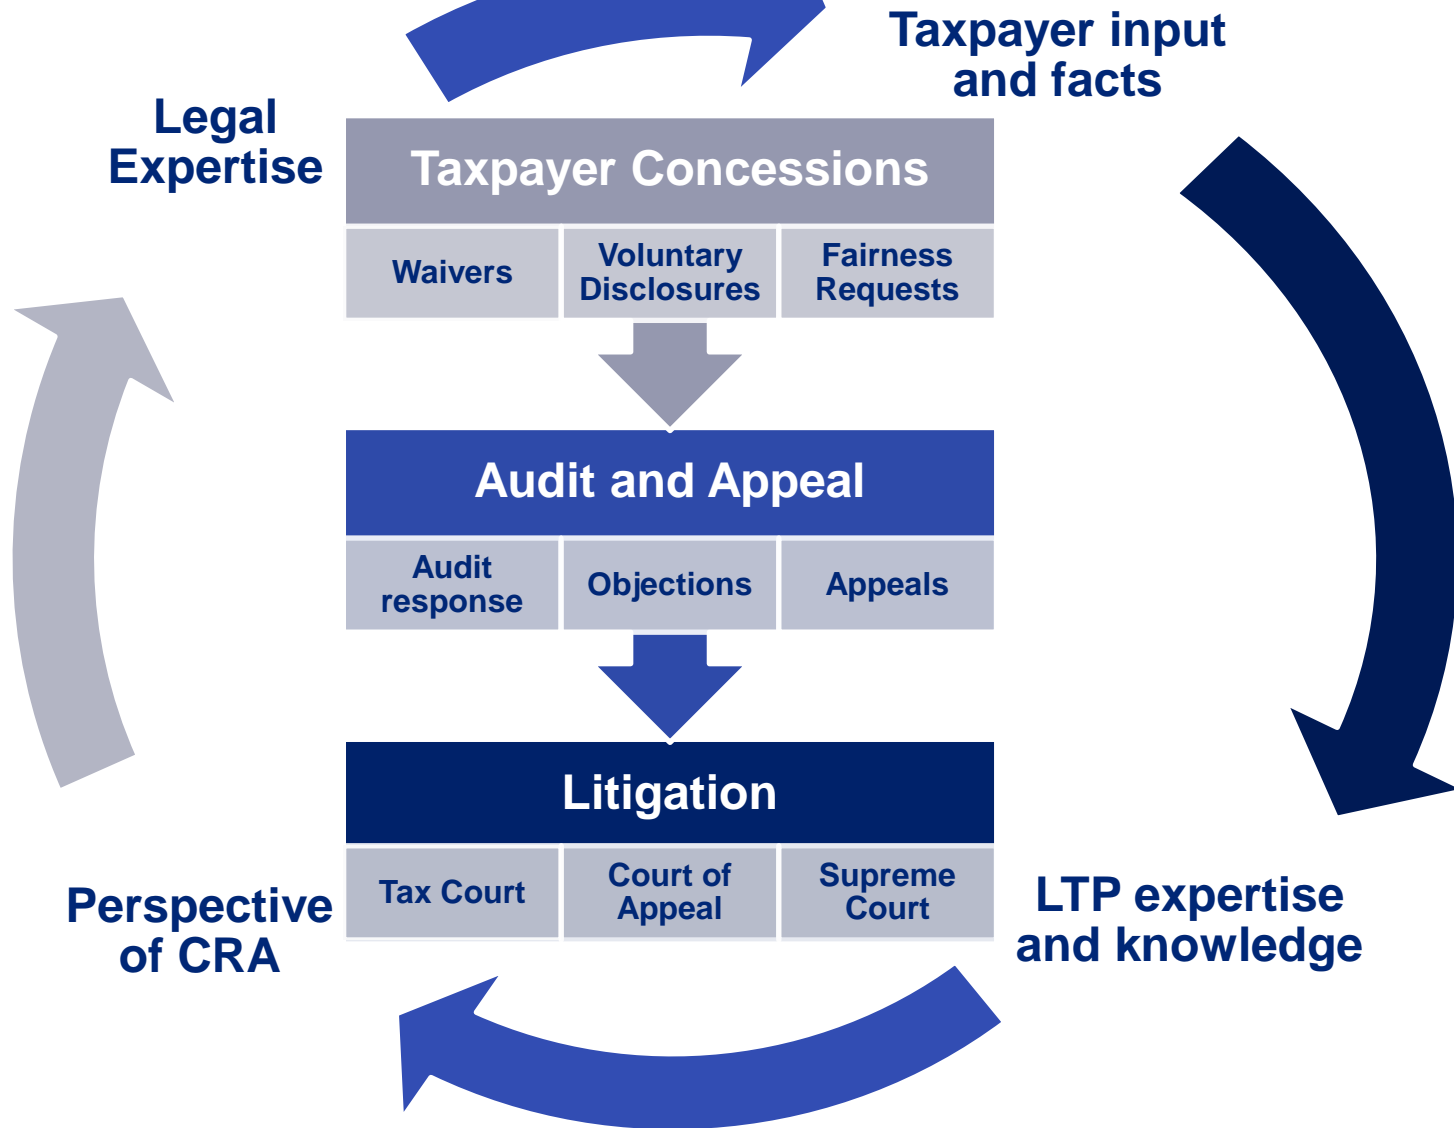 Taxpayer input
and facts
Legal
Expertise
Taxpayer Concessions
Waivers
Voluntary
Disclosures
Fairness
Requests
Audit and Appeal
Audit
response
Objections
Appeals
Litigation
Tax Court
Court of
Appeal
Supreme
Court
LTP expertise
and knowledge
Perspective
of CRA